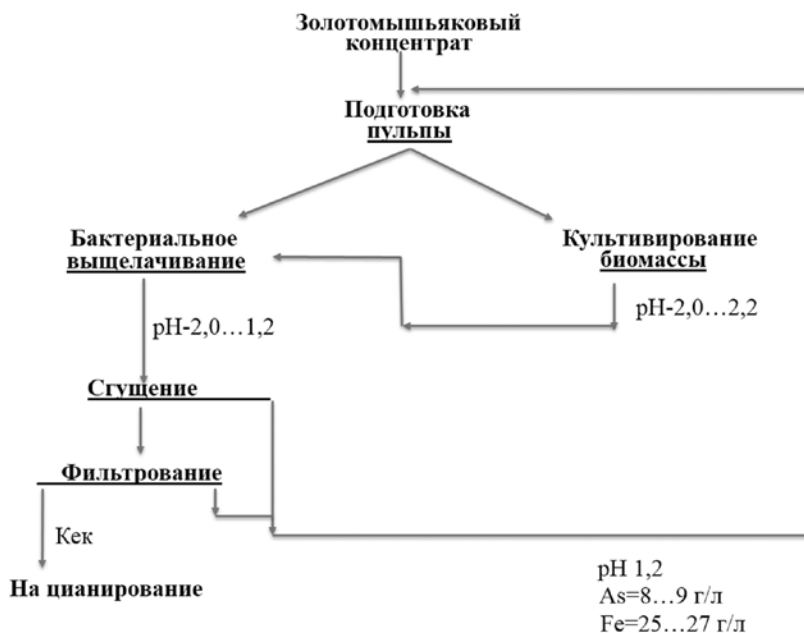 Золотомышьяковый
концентрат
Подготовка
пульпы
Бактериальное
выщелачивание
Культивирование
биомассы
pH-2,0...1,2
pH-2,0...2,2
Сгущение
Фильтрование
Кек
На цианирование
pH 1,2
As=8...9 г/л
Fe=25...27 г/л